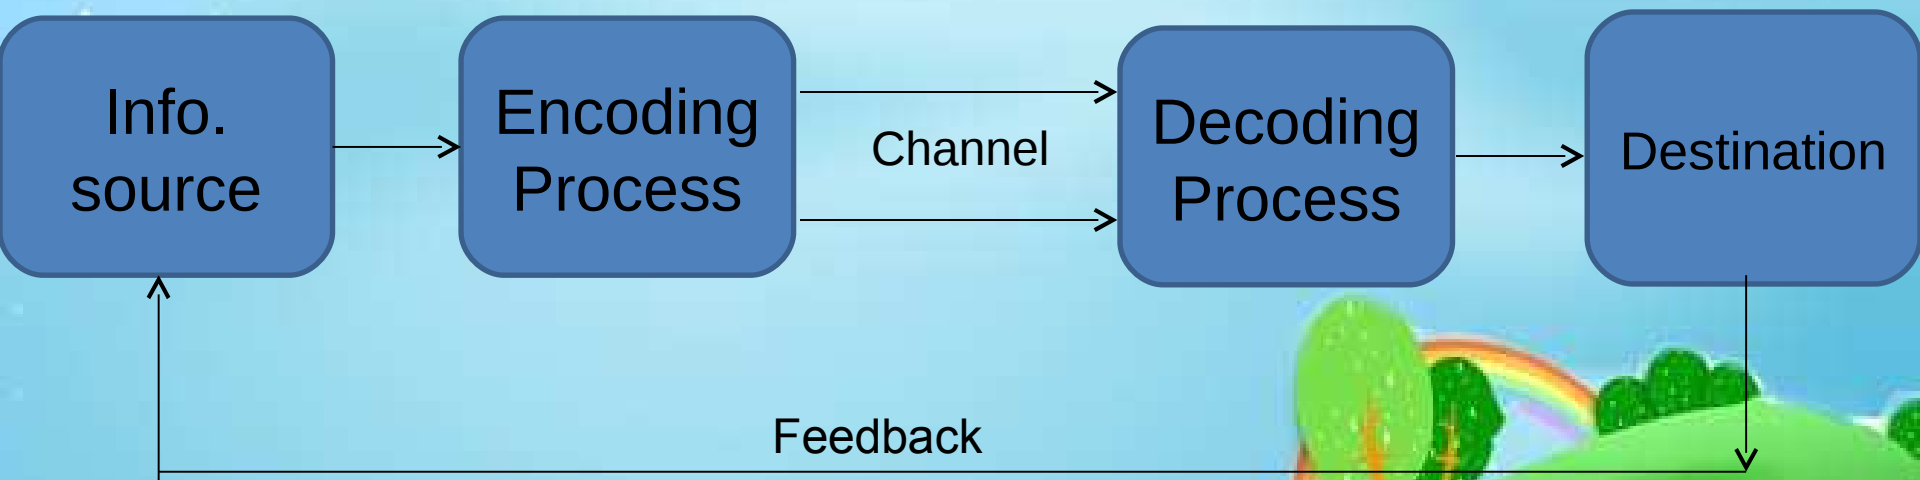 Info.
source
Encoding
Process
Channel
Decoding
Process
Destination
Feedback